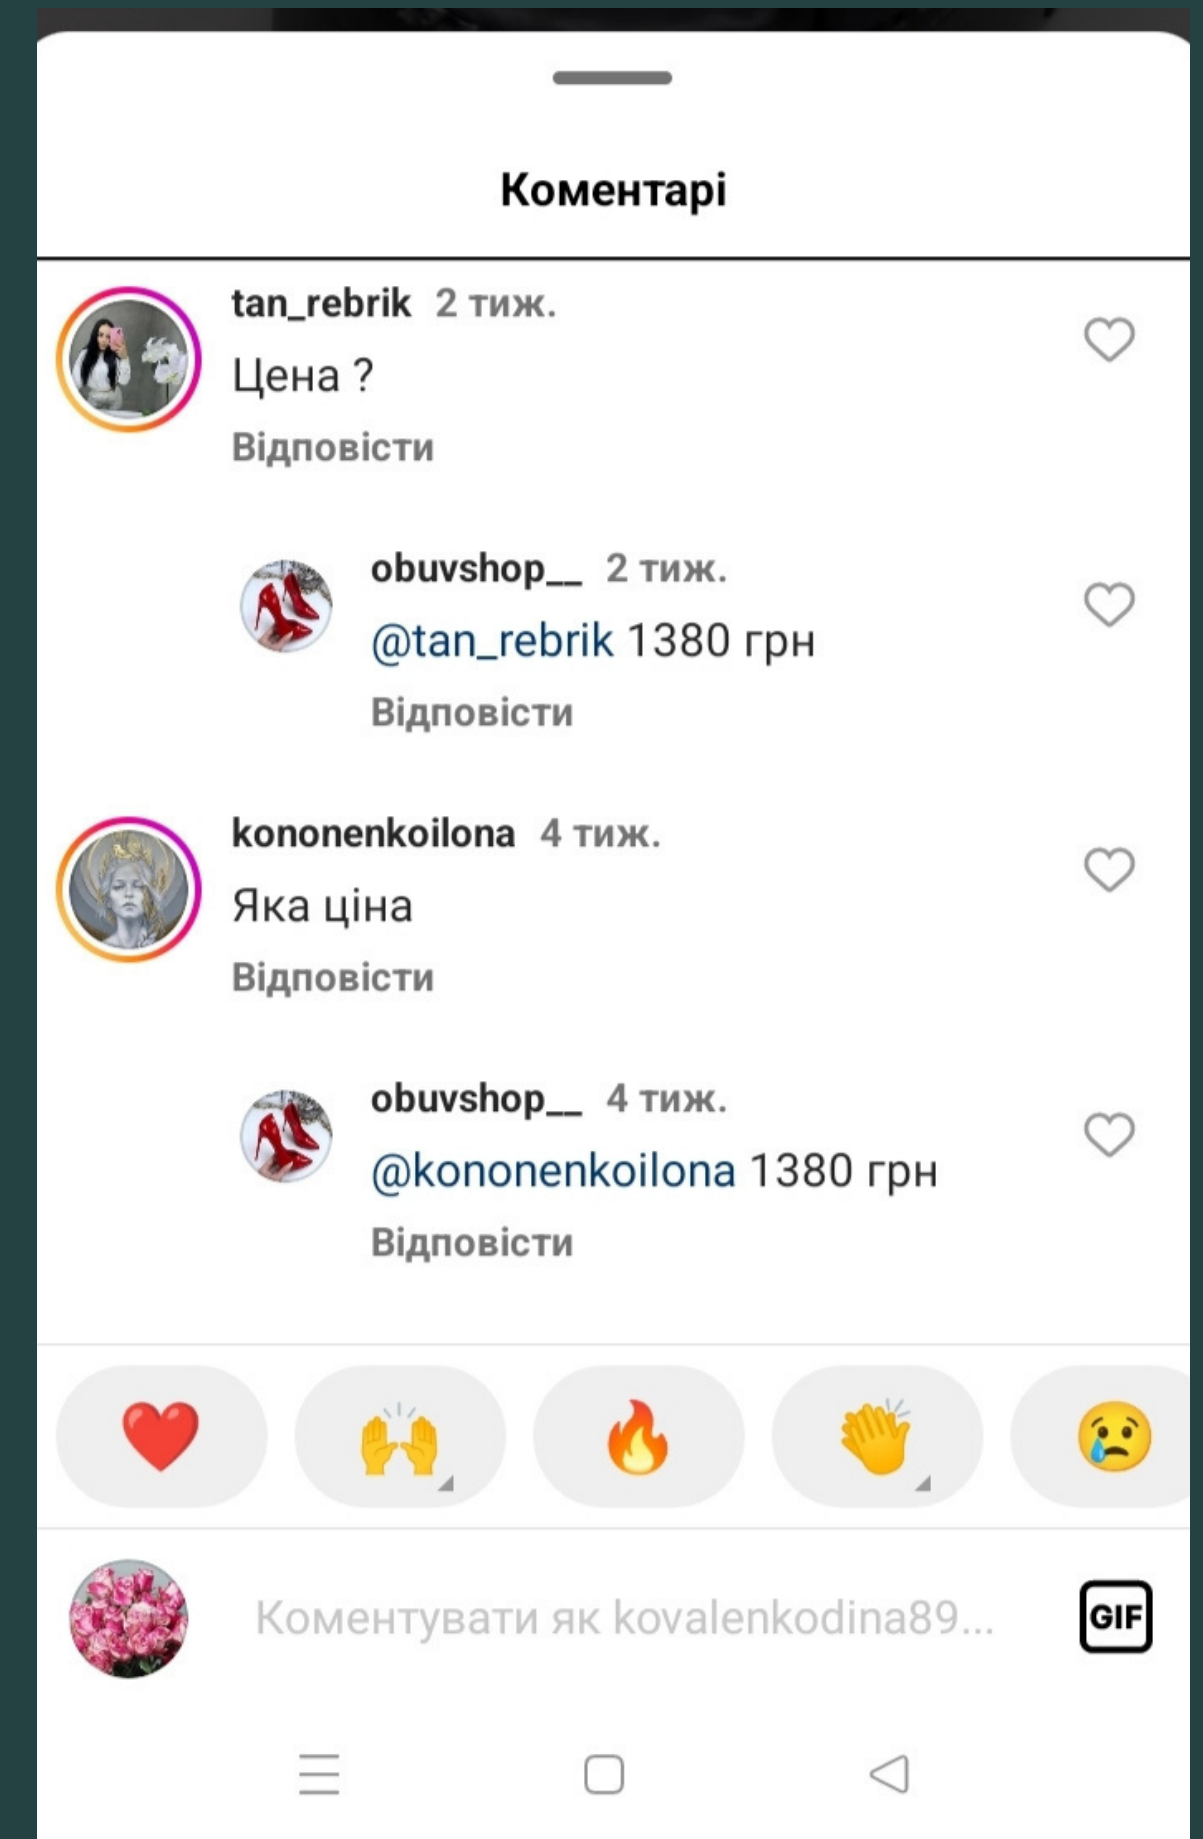 Коментарі
tan_rebrik 2 тиж.
Цена ?
Відповісти
obuvshop__ 2 тиж.
@tan_rebrik 1380 грн
Відповісти
kononenkoilona 4 тиж.
Яка ціна
Відповісти
obuvshop__ 4 тиж.
@kononenkoilona 1380 грн
Відповісти
Коментувати як kovalenkodina89...
GIF